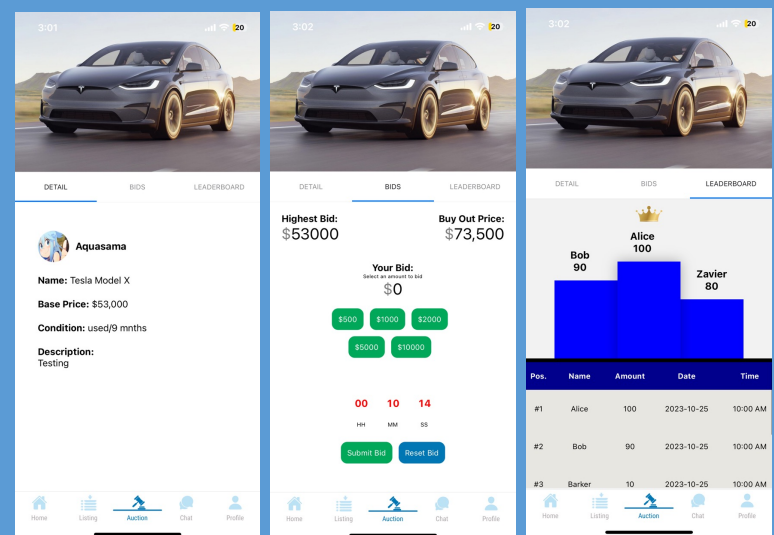 3:01
20
DETAIL BIDS LEADERBOARD
Aquasama
Name: Tesla Model X
Base Price: $53,000
Condition: used/9 mnths
Description:
Testing
Home Listing Auction Chat Profile
3:02
20
DETAIL BIDS LEADERBOARD
Highest Bid: Buy Out Price:
$53000 $73,500
Your Bid:
Select an amount to bid
$0
$500 $1000 $2000
$5000 $10000
00 10 14
HH MM SS
Submit Bid Reset Bid
Home Listing Auction Chat Profile
3:02
20
DETAIL BIDS LEADERBOARD
Alice
100
Bob
90
Zavier
80
Pos. Name Amount Date Time
#1 Alice 100 2023-10-25 10:00 AM
#2 Bob 90 2023-10-25 10:00 AM
#3 Barker 10 2023-10-25 10:00 AM
Home Listing Auction Chat Profile